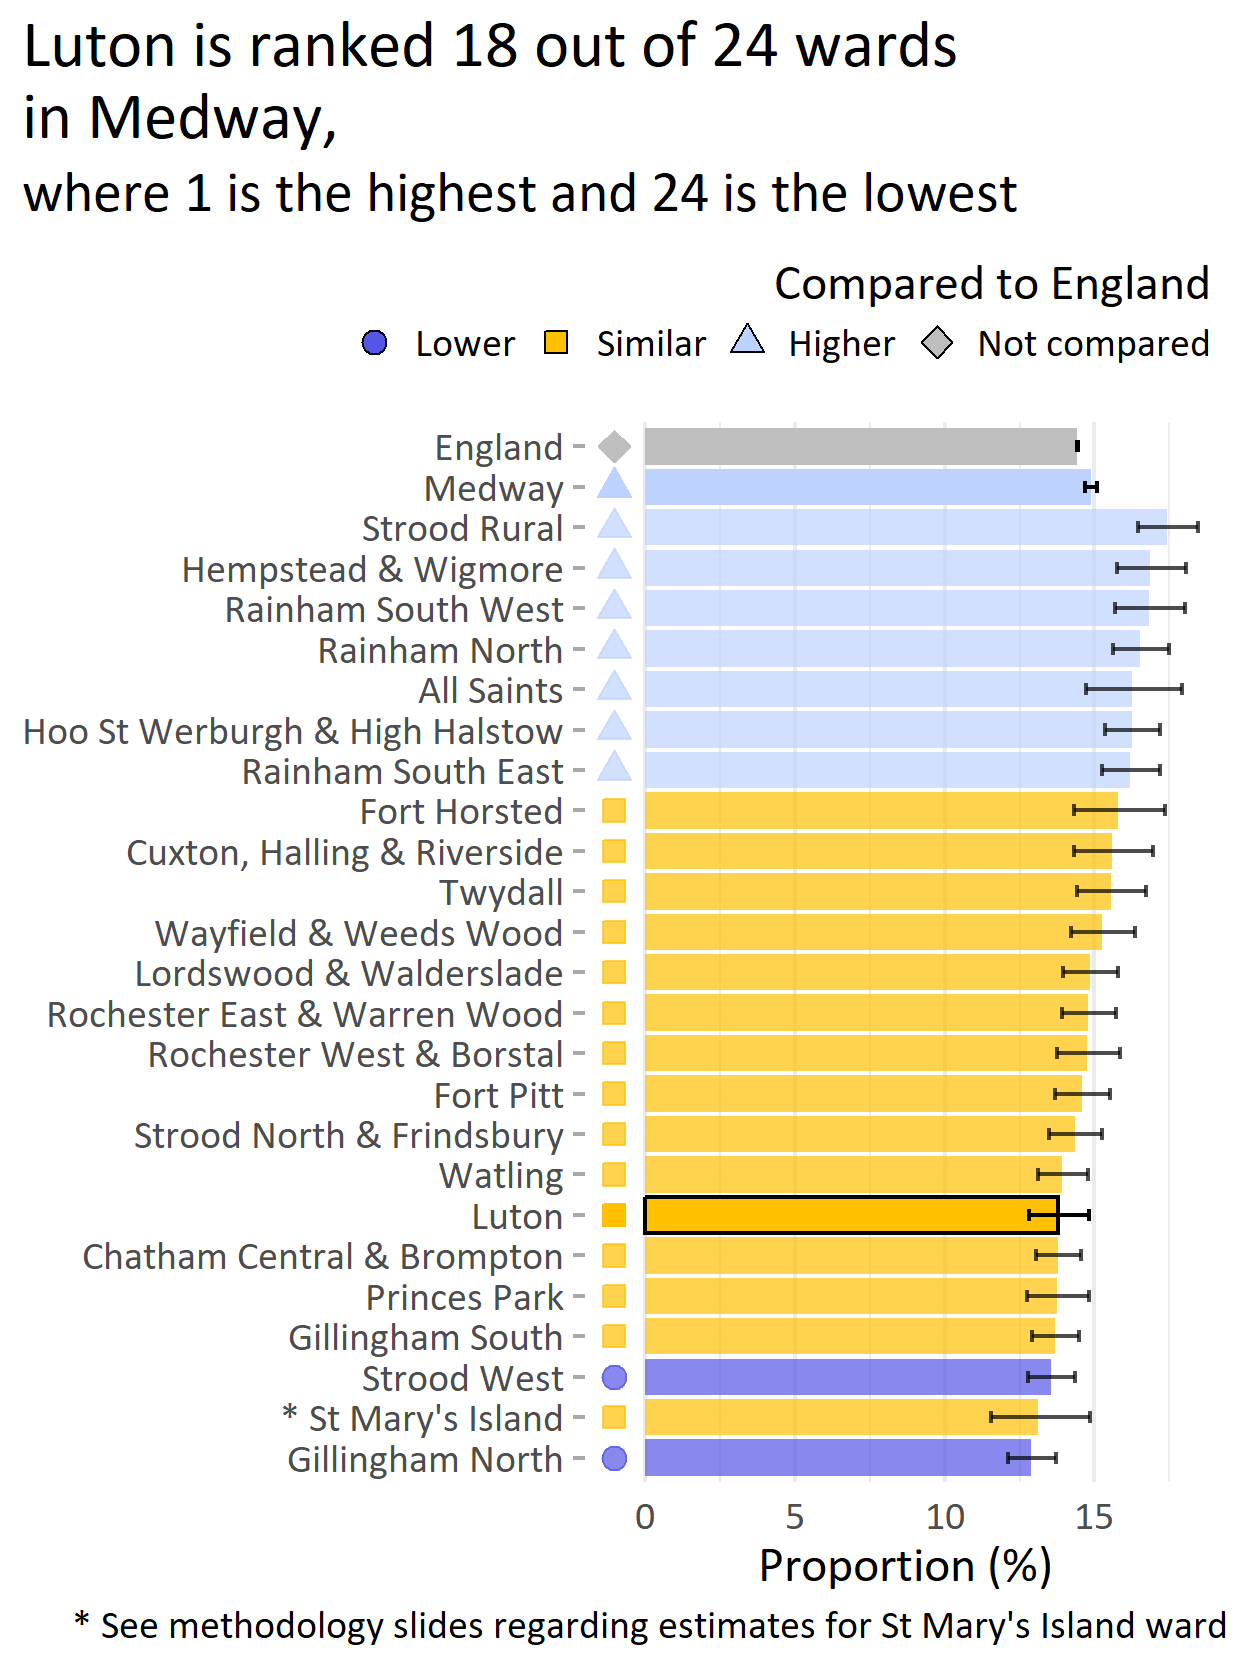 Luton is ranked 18 out of 24 wards
in Medway,
where 1 is the highest and 24 is the lowest
Compared to England
Lower Similar Higher Not compared
England
Medway
Strood Rural
Hempstead & Wigmore
Rainham South West
Rainham North
All Saints
Hoo St Werburgh & High Halstow
Rainham South East
Fort Horsted
Cuxton, Halling & Riverside
Twydall
Wayfield & Weeds Wood
Lordswood & Walderslade
Rochester East & Warren Wood
Rochester West & Borstal
Fort Pitt
Strood North & Frindsbury
Watling
Luton
Chatham Central & Brompton
Princes Park
Gillingham South
Strood West
* St Mary's Island
Gillingham North
0 5 10 15
Proportion (%)
* See methodology slides regarding estimates for St Mary's Island ward